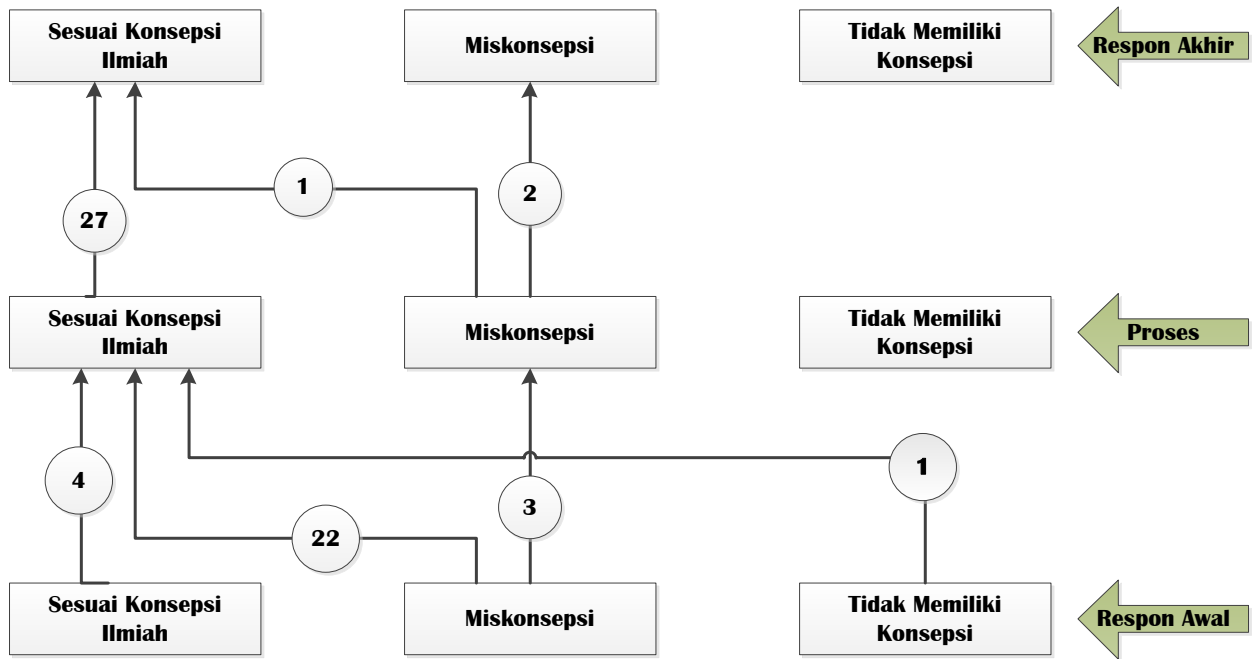 Sesuai Konsepsi
Ilmiah
Miskonsepsi
Tidak Memiliki
Konsepsi
Respon Akhir
1
2
27
Sesuai Konsepsi
Ilmiah
Miskonsepsi
Tidak Memiliki
Konsepsi
Proses
1
4
3
22
Sesuai Konsepsi
Ilmiah
Miskonsepsi
Tidak Memiliki
Konsepsi
Respon Awal